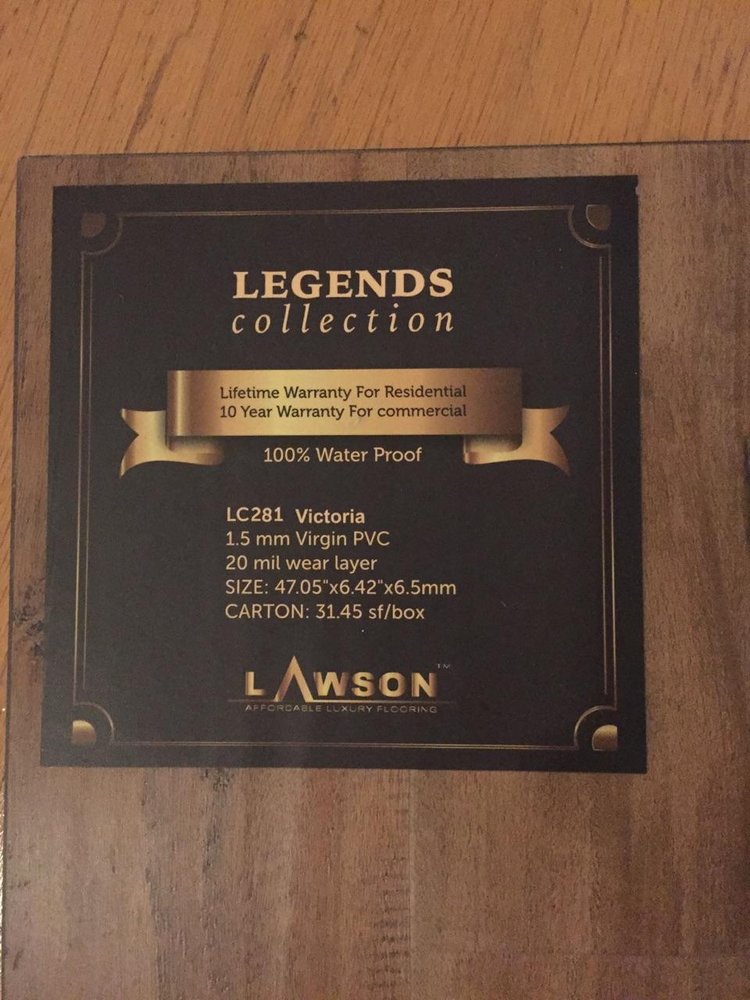 LEGENDS
collection
Lifetime Warranty For Residential
10 Year Warranty For commercial
100% Water Proof
LC281 Victoria
1.5 mm Virgin PVC
20 mil wear layer
SIZE: 47.05"x6.42"x6.5mm
CARTON: 31.45 sf/box
LAWSON™
AFFORDABLE LUXURY FLOORING